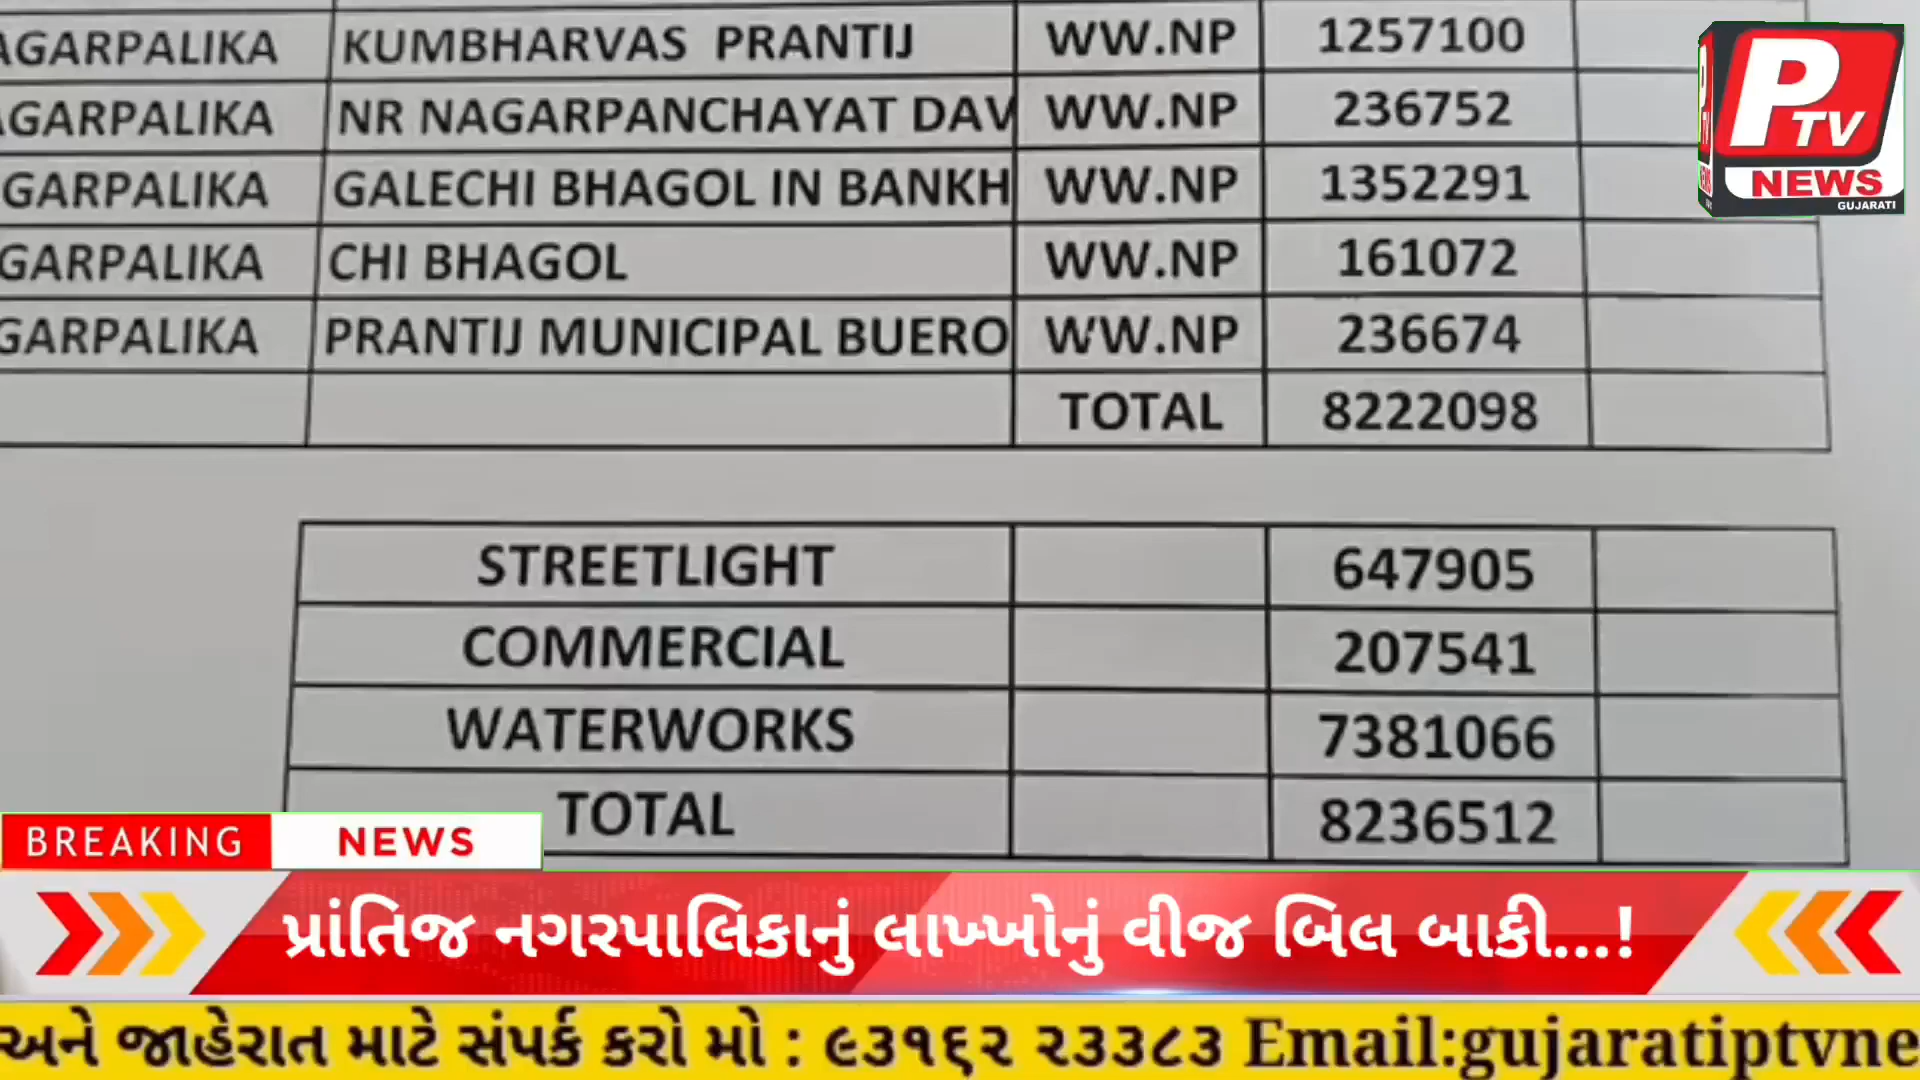 AGARPALIKA KUMBHARVAS PRANTIJ WW.NP 1257100
AGARPALIKA NR NAGARPANCHAYAT DAV WW.NP 236752
GARPALIKA GALECHI BHAGOL IN BANKH WW.NP 1352291
GARPALIKA CHI BHAGOL WW.NP 161072
GARPALIKA PRANTIJ MUNICIPAL BUERO WW.NP 236674
TOTAL 8222098
PTV
NEWS
GUJARATI
STREETLIGHT 647905
COMMERCIAL 207541
WATERWORKS 7381066
TOTAL 8236512
BREAKING NEWS
પ્રાંતિજ નગરપાલિકાનું લાખ્ખોનું વીજ બિલ બાકી...!
અને જાહેરાત માટે સંપર્ક કરો મો : ૯૩૧૬૨ ૨૩૩૮૩ Email:gujaratiptvne